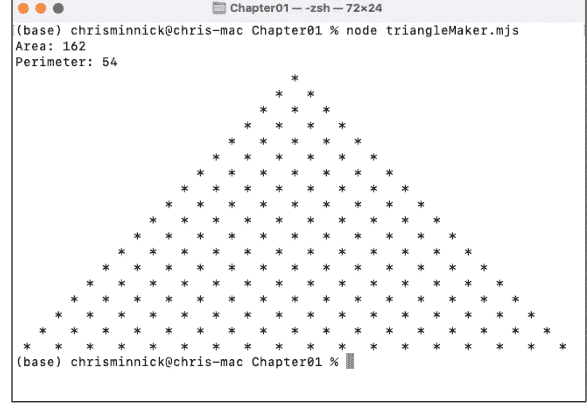 Chapter01 — -zsh — 72×24
(base) chrisminnick@chris-mac Chapter01 % node triangleMaker.mjs
Area: 162
Perimeter: 54
                                   *
                                 *   *
                               *   *   *
                             *   *   *   *
                           *   *   *   *   *
                         *   *   *   *   *   *
                       *   *   *   *   *   *   *
                     *   *   *   *   *   *   *   *
                   *   *   *   *   *   *   *   *   *
                 *   *   *   *   *   *   *   *   *   *
               *   *   *   *   *   *   *   *   *   *   *
             *   *   *   *   *   *   *   *   *   *   *   *
           *   *   *   *   *   *   *   *   *   *   *   *   *
         *   *   *   *   *   *   *   *   *   *   *   *   *   *
       *   *   *   *   *   *   *   *   *   *   *   *   *   *   *
     *   *   *   *   *   *   *   *   *   *   *   *   *   *   *   *
   *   *   *   *   *   *   *   *   *   *   *   *   *   *   *   *   *
 *   *   *   *   *   *   *   *   *   *   *   *   *   *   *   *   *   *
(base) chrisminnick@chris-mac Chapter01 %